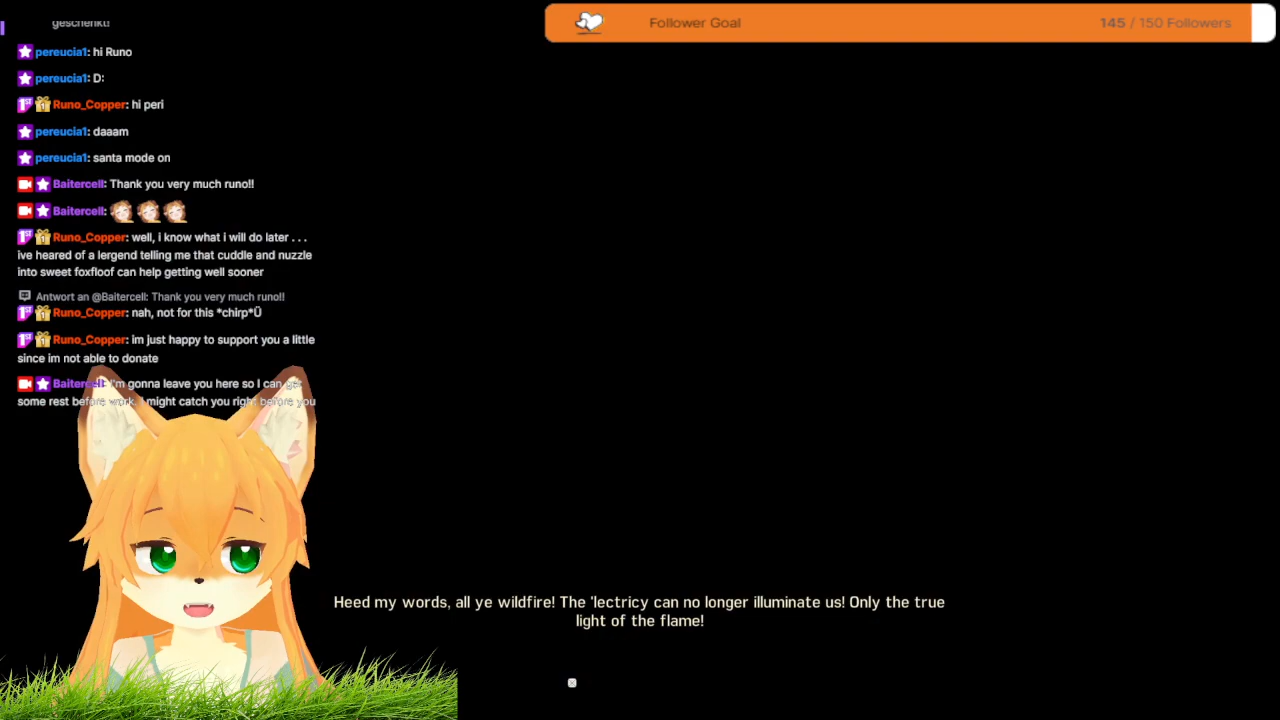 geschenkt!
Follower Goal
145 / 150 Followers
pereucia1: hi Runo
pereucia1: D:
Runo_Copper: hi peri
pereucia1: daaam
pereucia1: santa mode on
Baitercell: Thank you very much runo!!
Baitercell:
Runo_Copper: well, i know what i will do later . . .
ive heared of a lergend telling me that cuddle and nuzzle
into sweet foxfloof can help getting well sooner
Antwort an @Baitercell: Thank you very much runo!!
Runo_Copper: nah, not for this *chirp*Ü
Runo_Copper: im just happy to support you a little
since im not able to donate
Baitercell: I'm gonna leave you here so I can get
some rest before work. I might catch you right before you
Heed my words, all ye wildfire! The 'lectricy can no longer illuminate us! Only the true
light of the flame!